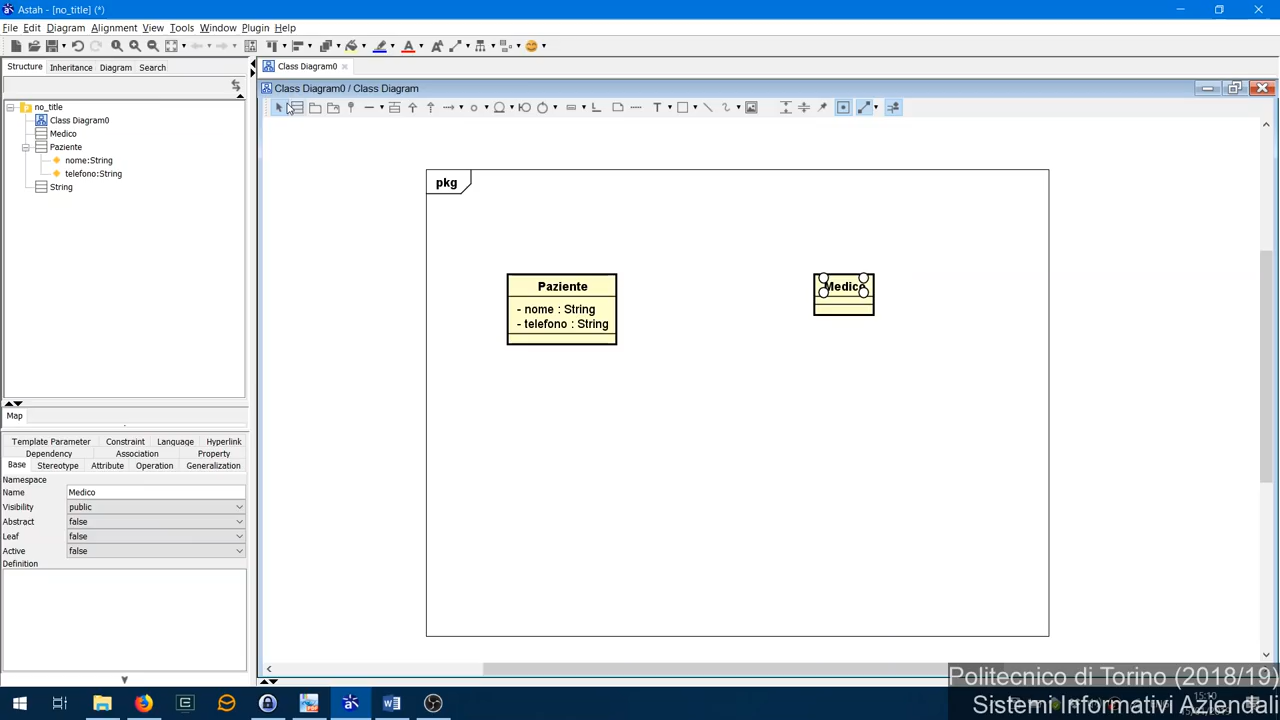 Astah - [no_title] (*)
File Edit Diagram Alignment View Tools Window Plugin Help
Structure Inheritance Diagram Search
Class Diagram0
Class Diagram0 / Class Diagram
no_title
Class Diagram0
Medico
Paziente
nome:String
telefono:String
String
pkg
Paziente
- nome : String
- telefono : String
Medico
Map
Template Parameter Constraint Language Hyperlink
Dependency Association Property
Base Stereotype Attribute Operation Generalization
Namespace
Name Medico
Visibility public
Abstract false
Leaf false
Active false
Definition
Politecnico di Torino (2018/19)
15:10
Sistemi Informativi Aziendali